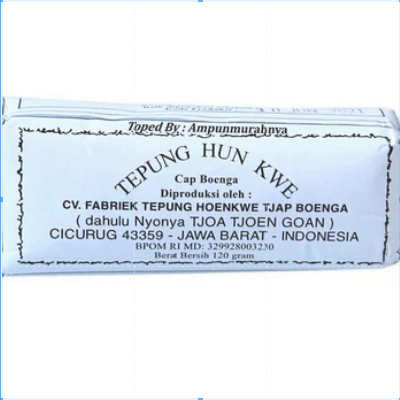 Toped By : Ampunmurahnya
TEPUNG HUN KWE
Cap Boenga
Diproduksi oleh :
CV. FABRIEK TEPUNG HOENKWE TJAP BOENGA
( dahulu Nyonya TJOA TJOEN GOAN )
CICURUG 43359 - JAWA BARAT - INDONESIA
BPOM RI MD: 329928003230
Berat Bersih 120 gram